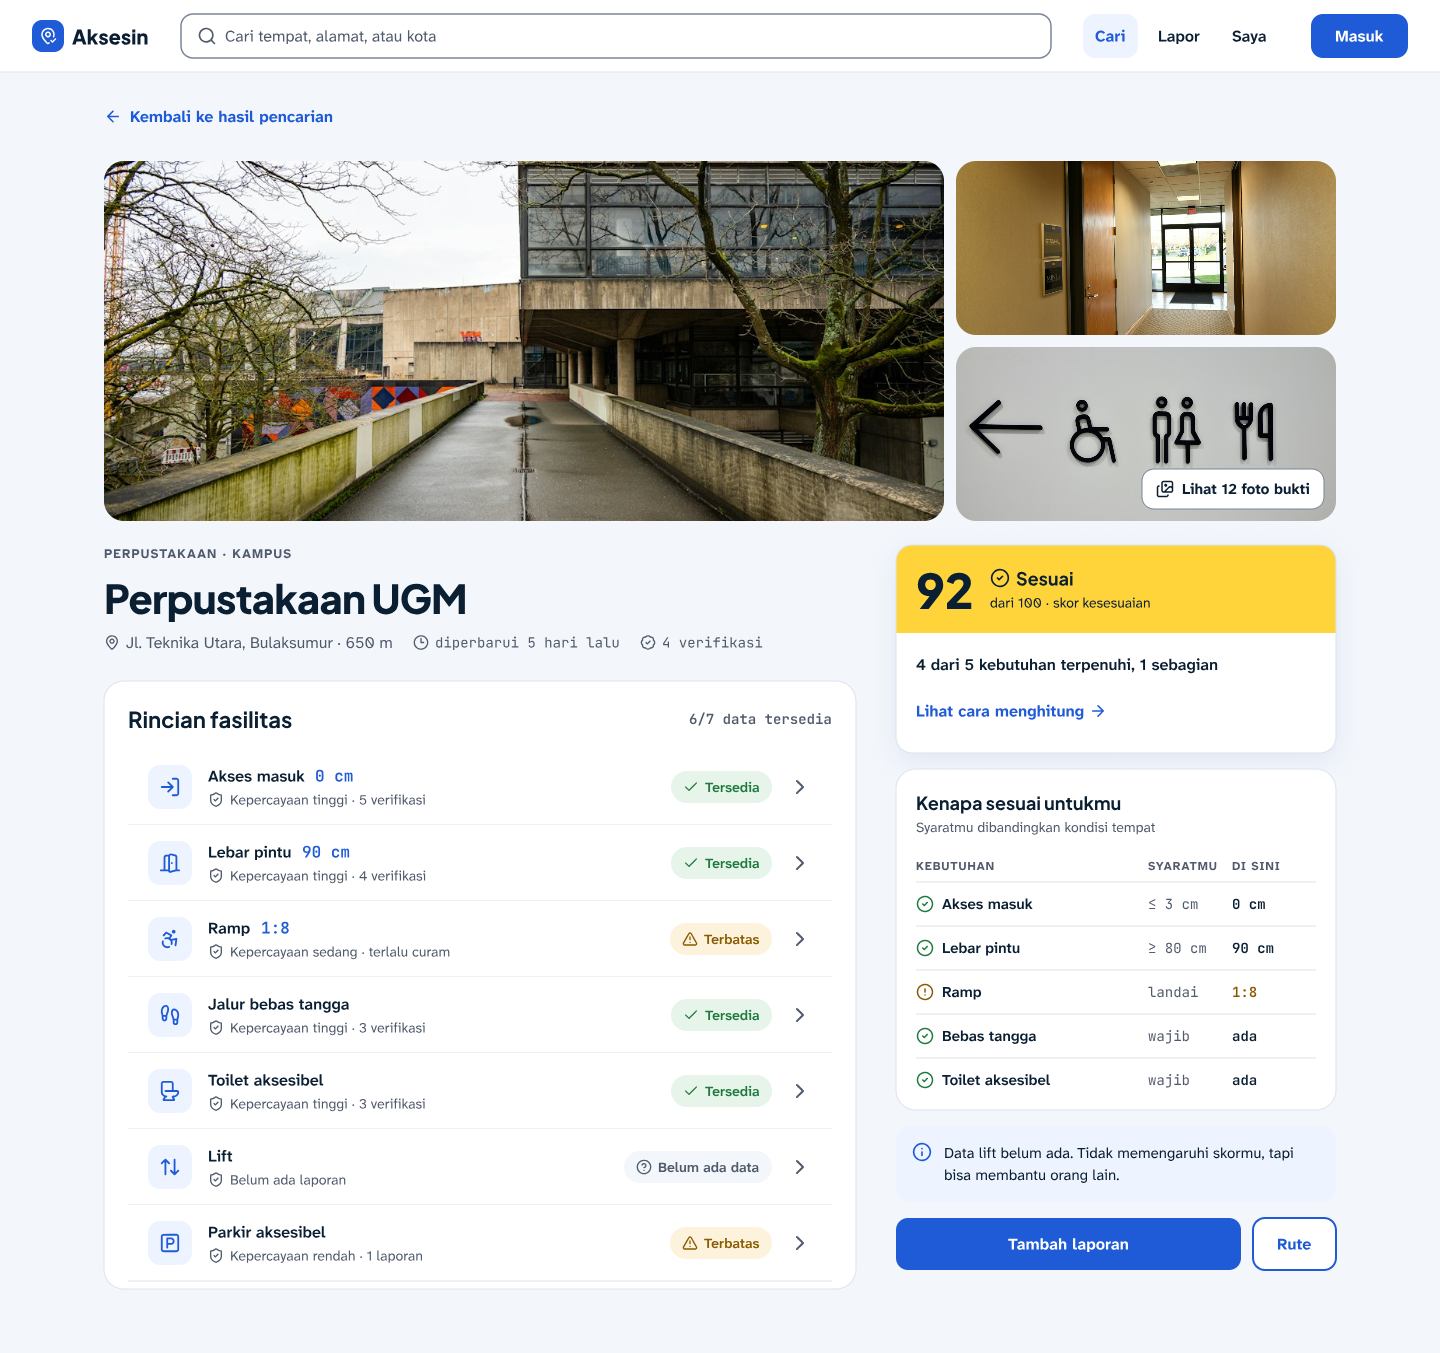 Aksesin
Cari tempat, alamat, atau kota
Cari
Lapor
Saya
Masuk
Kembali ke hasil pencarian
Lihat 12 foto bukti
PERPUSTAKAAN · KAMPUS
Perpustakaan UGM
Jl. Teknika Utara, Bulaksumur · 650 m
diperbarui 5 hari lalu
4 verifikasi
Rincian fasilitas
6/7 data tersedia
Akses masuk 0 cm
Kepercayaan tinggi · 5 verifikasi
Tersedia
Lebar pintu 90 cm
Kepercayaan tinggi · 4 verifikasi
Tersedia
Ramp 1:8
Kepercayaan sedang · terlalu curam
Terbatas
Jalur bebas tangga
Kepercayaan tinggi · 3 verifikasi
Tersedia
Toilet aksesibel
Kepercayaan tinggi · 3 verifikasi
Tersedia
Lift
Belum ada laporan
Belum ada data
Parkir aksesibel
Kepercayaan rendah · 1 laporan
Terbatas
92
Sesuai
dari 100 · skor kesesuaian
4 dari 5 kebutuhan terpenuhi, 1 sebagian
Lihat cara menghitung
Kenapa sesuai untukmu
Syaratmu dibandingkan kondisi tempat
KEBUTUHAN SYARATMU DI SINI
Akses masuk ≤ 3 cm 0 cm
Lebar pintu ≥ 80 cm 90 cm
Ramp landai 1:8
Bebas tangga wajib ada
Toilet aksesibel wajib ada
Data lift belum ada. Tidak memengaruhi skormu, tapi
bisa membantu orang lain.
Tambah laporan
Rute